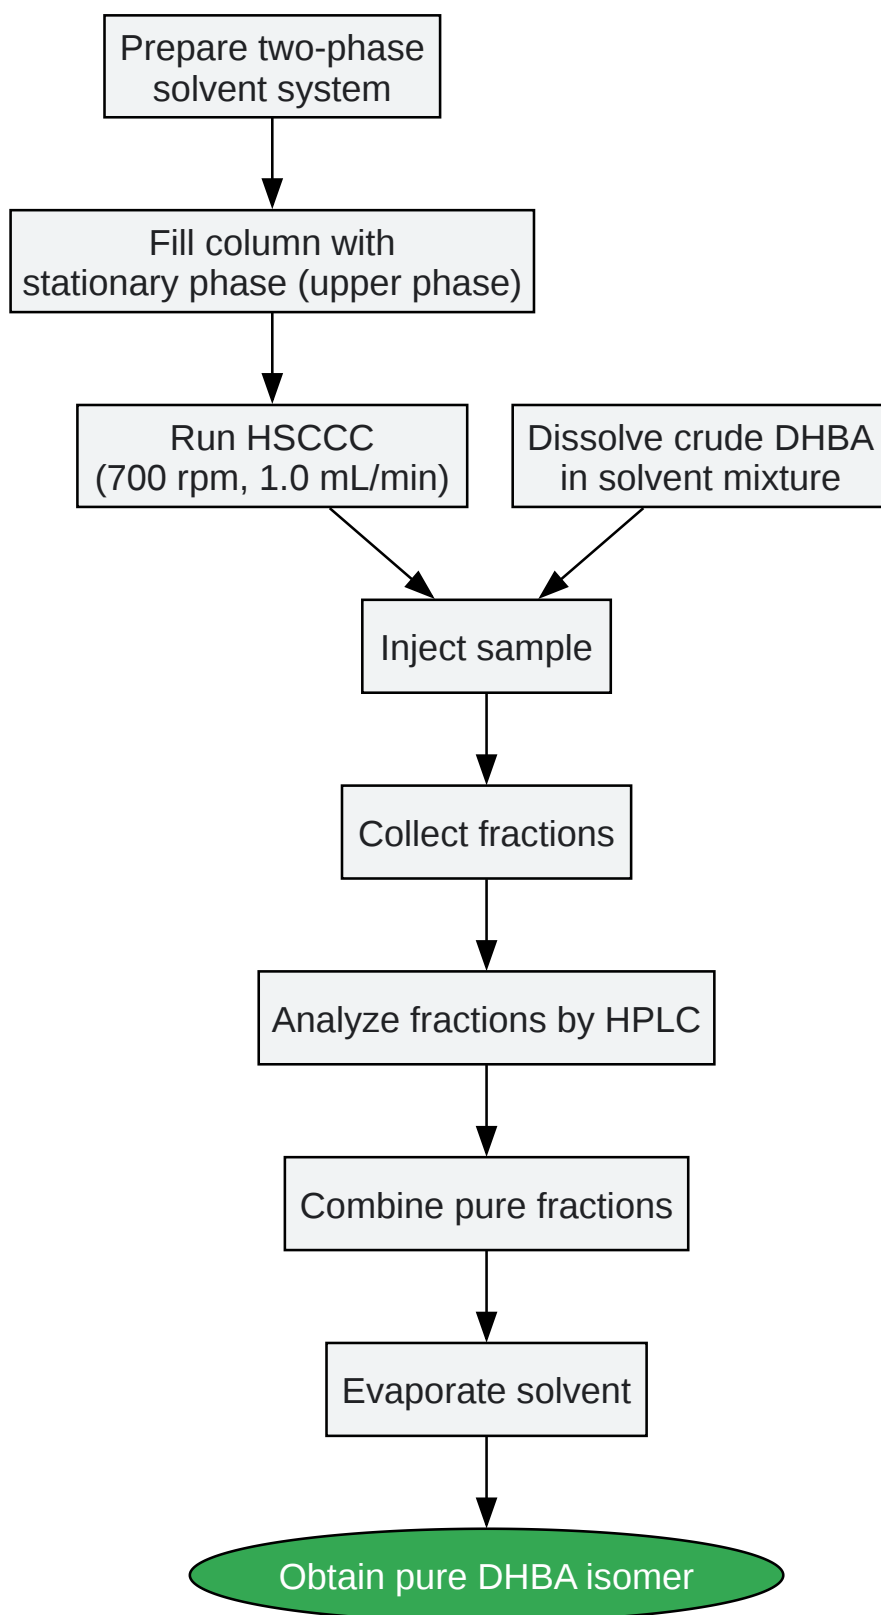 Prepare two-phase
solvent system
Fill column with
stationary phase (upper phase)
Run HSCCC
(700 rpm, 1.0 mL/min)
Dissolve crude DHBA
in solvent mixture
Inject sample
Collect fractions
Analyze fractions by HPLC
Combine pure fractions
Evaporate solvent
Obtain pure DHBA isomer